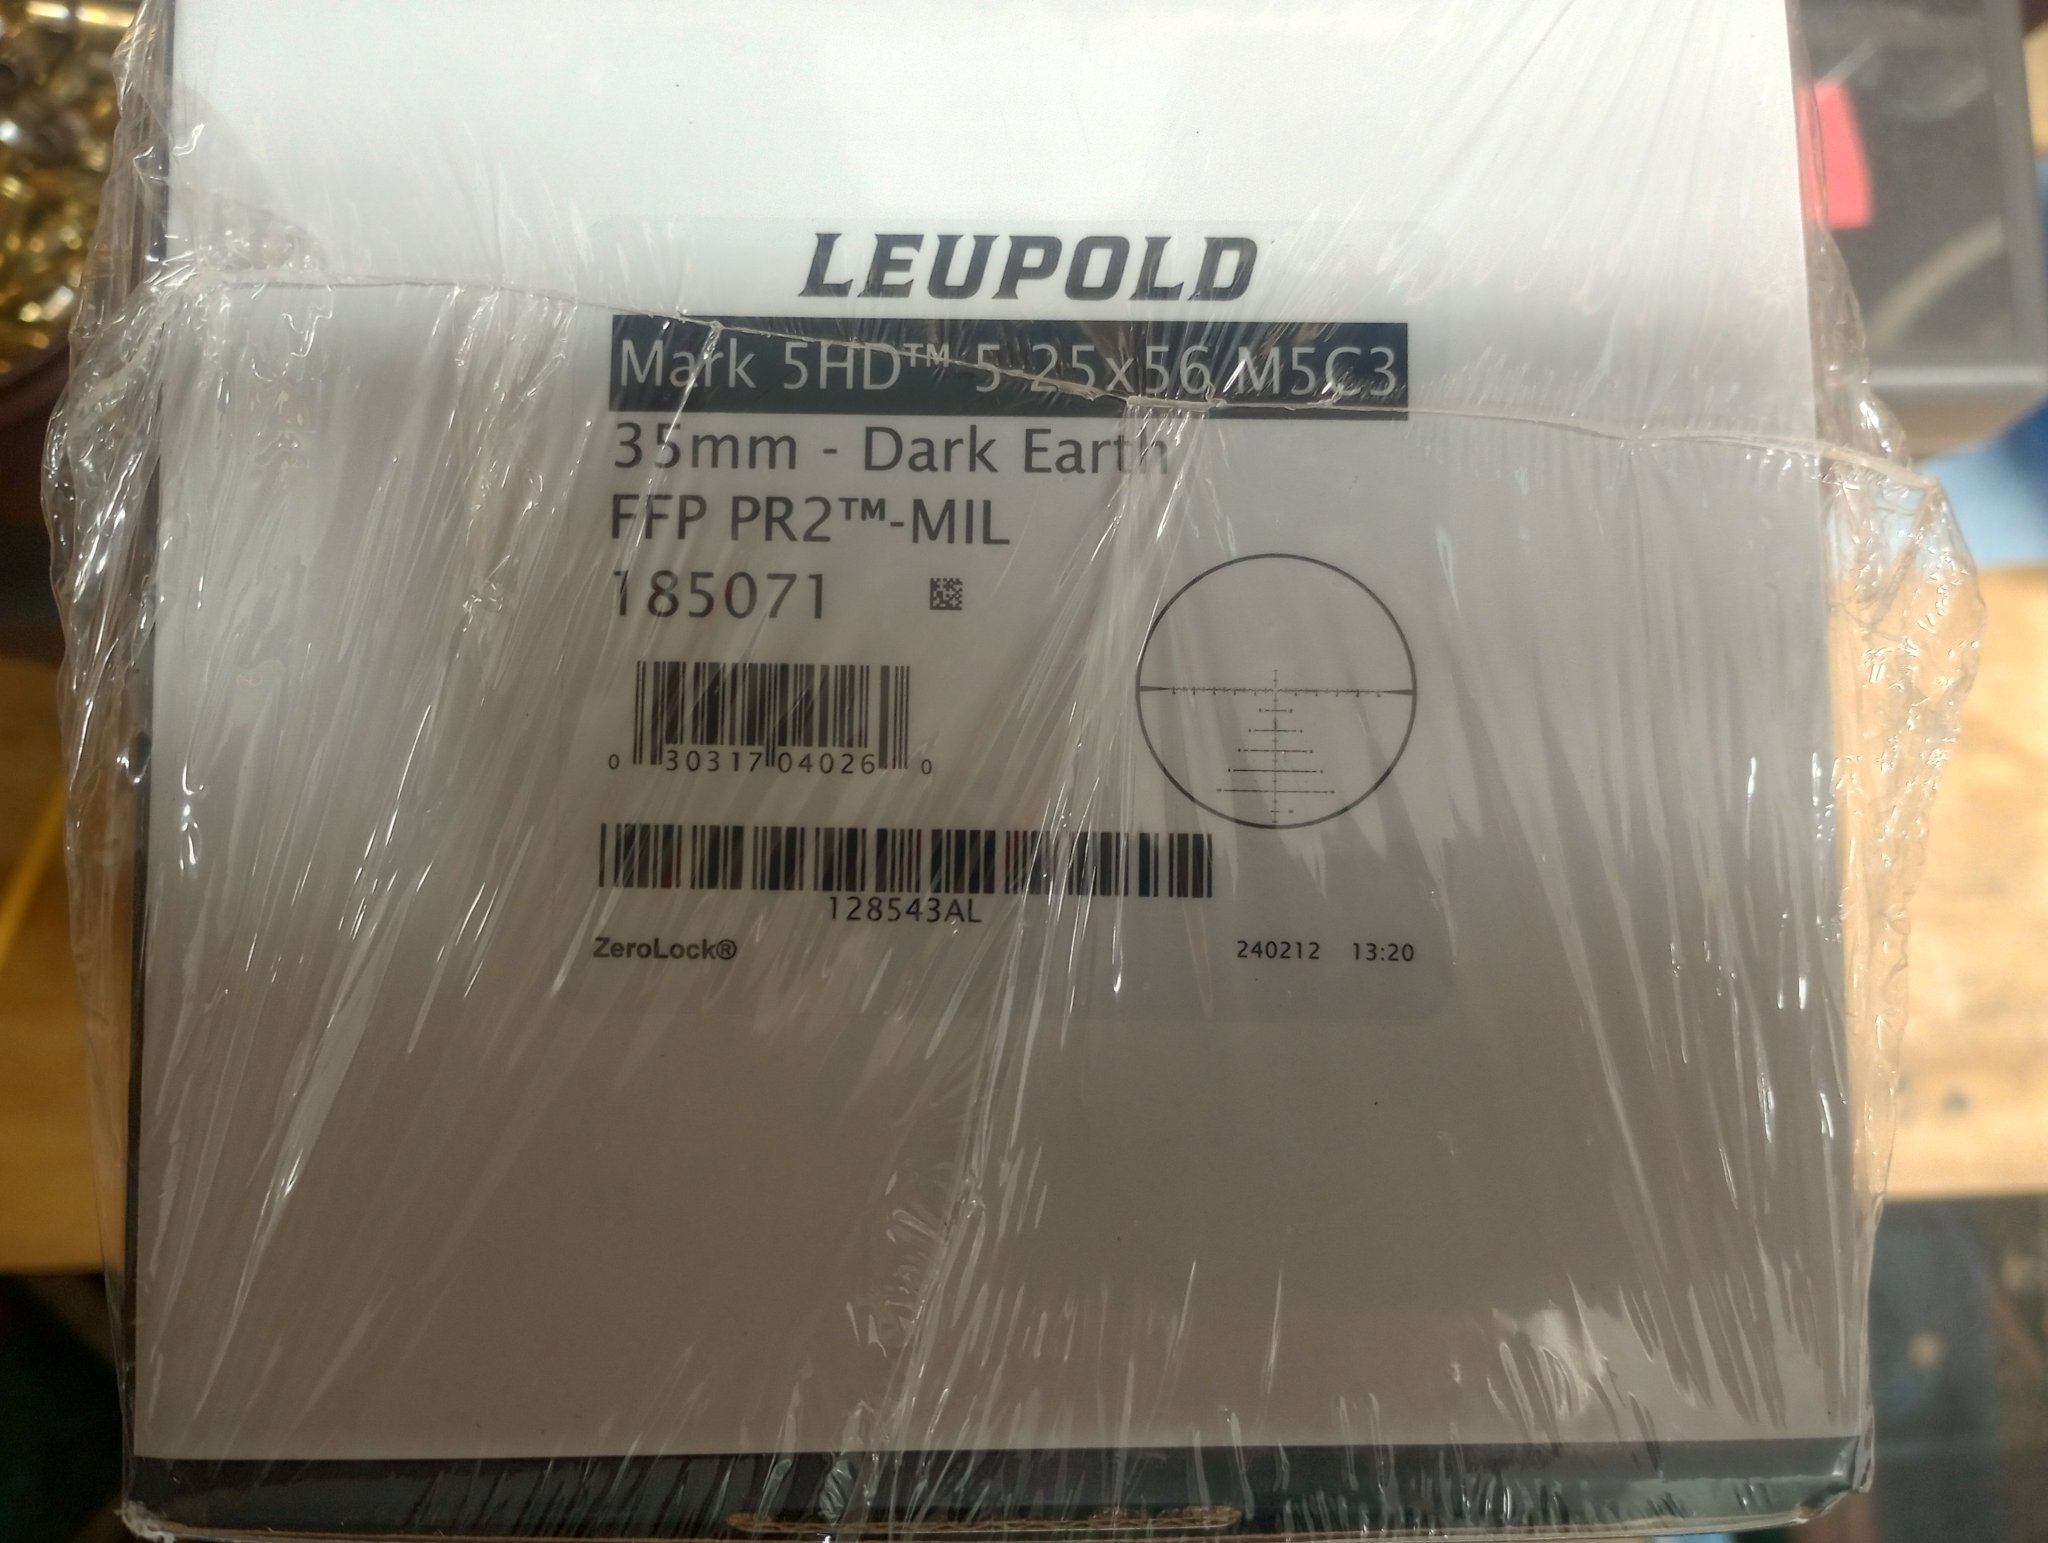 LEUPOLD
Mark 5HD™ 5-25x56 M5C3
35mm - Dark Earth
FFP PR2™-MIL
185071
0 30317 04026 0
128543AL
ZeroLock® 240212 13:20